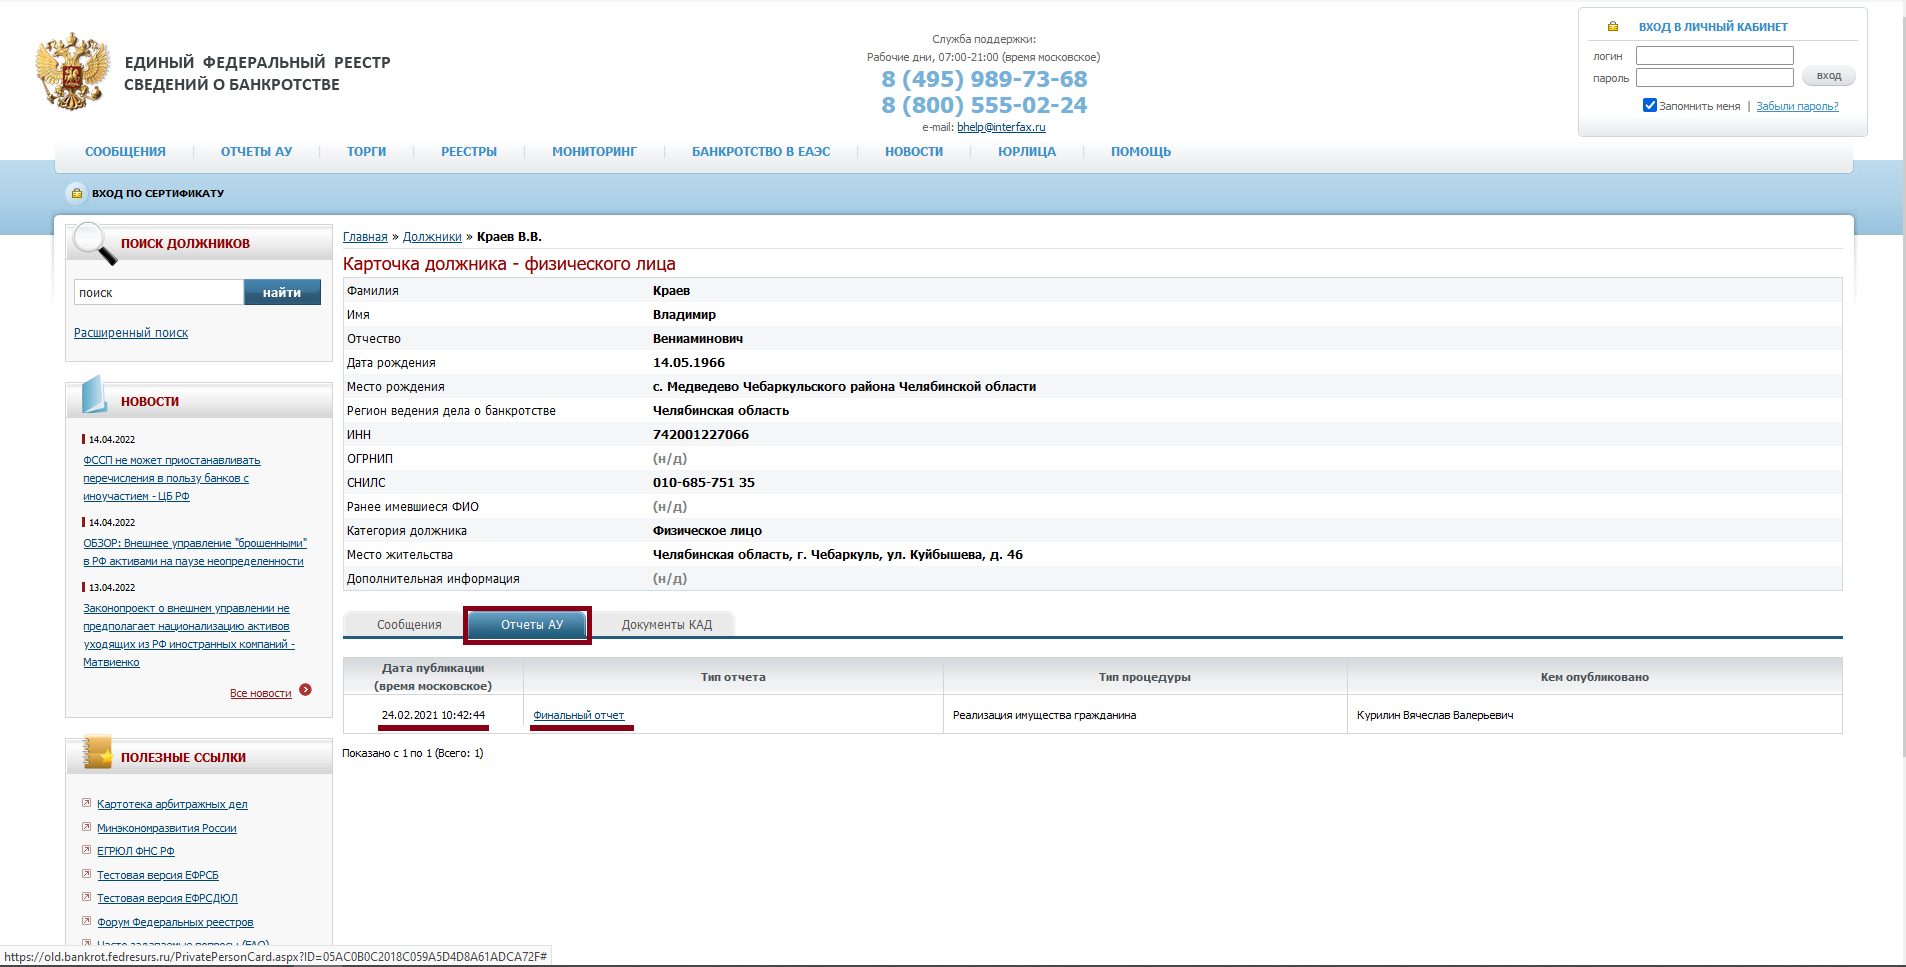 ЕДИНЫЙ ФЕДЕРАЛЬНЫЙ РЕЕСТР
СВЕДЕНИЙ О БАНКРОТСТВЕ
Служба поддержки:
Рабочие дни, 07:00-21:00 (время московское)
8 (495) 989-73-68
8 (800) 555-02-24
e-mail: bhelp@interfax.ru
ВХОД В ЛИЧНЫЙ КАБИНЕТ
логин
пароль
вход
Запомнить меня | Забыли пароль?
СООБЩЕНИЯ ОТЧЕТЫ АУ ТОРГИ РЕЕСТРЫ МОНИТОРИНГ БАНКРОТСТВО В ЕАЭС НОВОСТИ ЮРЛИЦА ПОМОЩЬ
ВХОД ПО СЕРТИФИКАТУ
ПОИСК ДОЛЖНИКОВ
поиск найти
Расширенный поиск
НОВОСТИ
14.04.2022
ФССП не может приостанавливать
перечисления в пользу банков с
иноучастием - ЦБ РФ
14.04.2022
ОБЗОР: Внешнее управление "брошенными"
в РФ активами на паузе неопределенности
13.04.2022
Законопроект о внешнем управлении не
предполагает национализацию активов
уходящих из РФ иностранных компаний -
Матвиенко
Все новости
ПОЛЕЗНЫЕ ССЫЛКИ
Картотека арбитражных дел
Минэкономразвития России
ЕГРЮЛ ФНС РФ
Тестовая версия ЕФРСБ
Тестовая версия ЕФРСДЮЛ
Форум Федеральных реестров
Часто задаваемые вопросы (FAQ)
Главная » Должники » Краев В.В.
Карточка должника - физического лица
Фамилия Краев
Имя Владимир
Отчество Вениаминович
Дата рождения 14.05.1966
Место рождения с. Медведево Чебаркульского района Челябинской области
Регион ведения дела о банкротстве Челябинская область
ИНН 742001227066
ОГРНИП (н/д)
СНИЛС 010-685-751 35
Ранее имевшиеся ФИО (н/д)
Категория должника Физическое лицо
Место жительства Челябинская область, г. Чебаркуль, ул. Куйбышева, д. 46
Дополнительная информация (н/д)
Сообщения Отчеты АУ Документы КАД
Дата публикации
(время московское) Тип отчета Тип процедуры Кем опубликовано
24.02.2021 10:42:44 Финальный отчет Реализация имущества гражданина Курилин Вячеслав Валерьевич
Показано с 1 по 1 (Всего: 1)
https://old.bankrot.fedresurs.ru/PrivatePersonCard.aspx?ID=05AC0B0C2018C059A5D4D8A61ADCA72F#